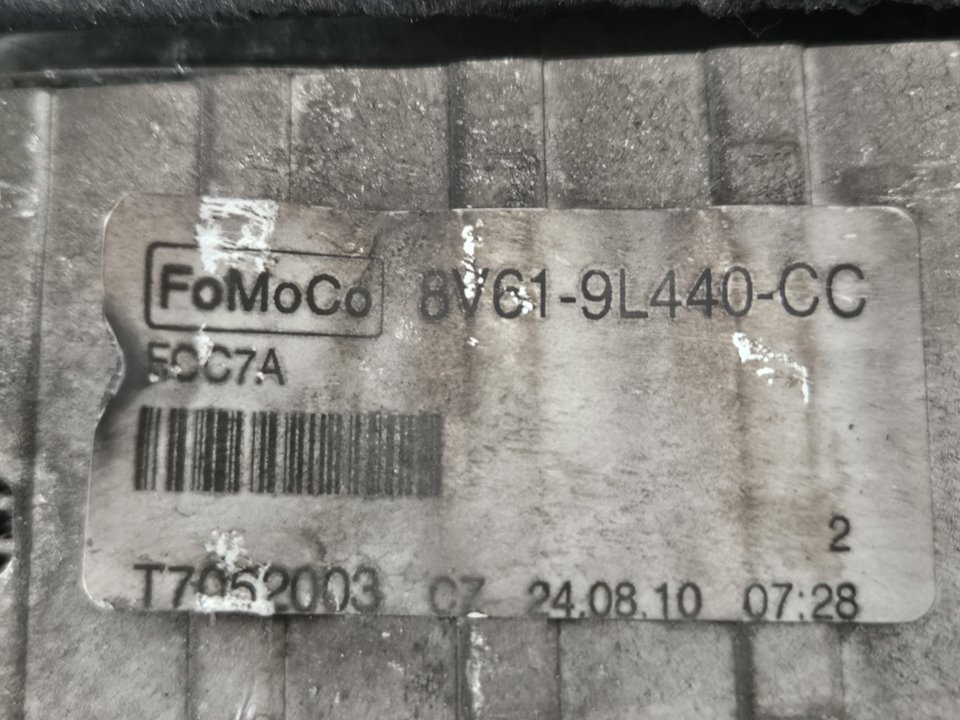 FoMoCo 8V61-9L440-CC
5CC7A
2
T7052003 CZ 24.08.10 07:28